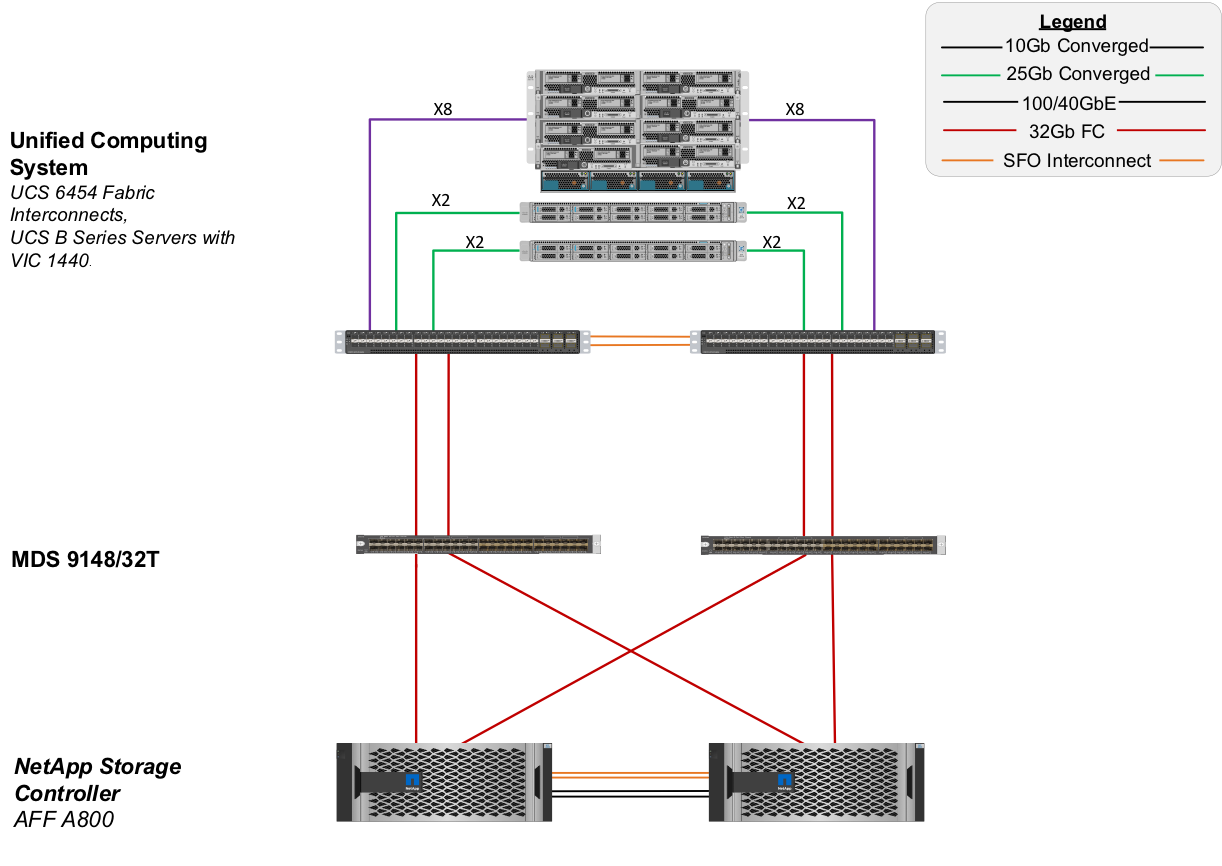 Legend
10Gb Converged
25Gb Converged
100/40GbE
32Gb FC
SFO Interconnect
X8
X8
Unified Computing
System
UCS 6454 Fabric
Interconnects,
UCS B Series Servers with
VIC 1440.
X2
X2
X2
X2
MDS 9148/32T
NetApp Storage
Controller
AFF A800
NetApp
NetApp